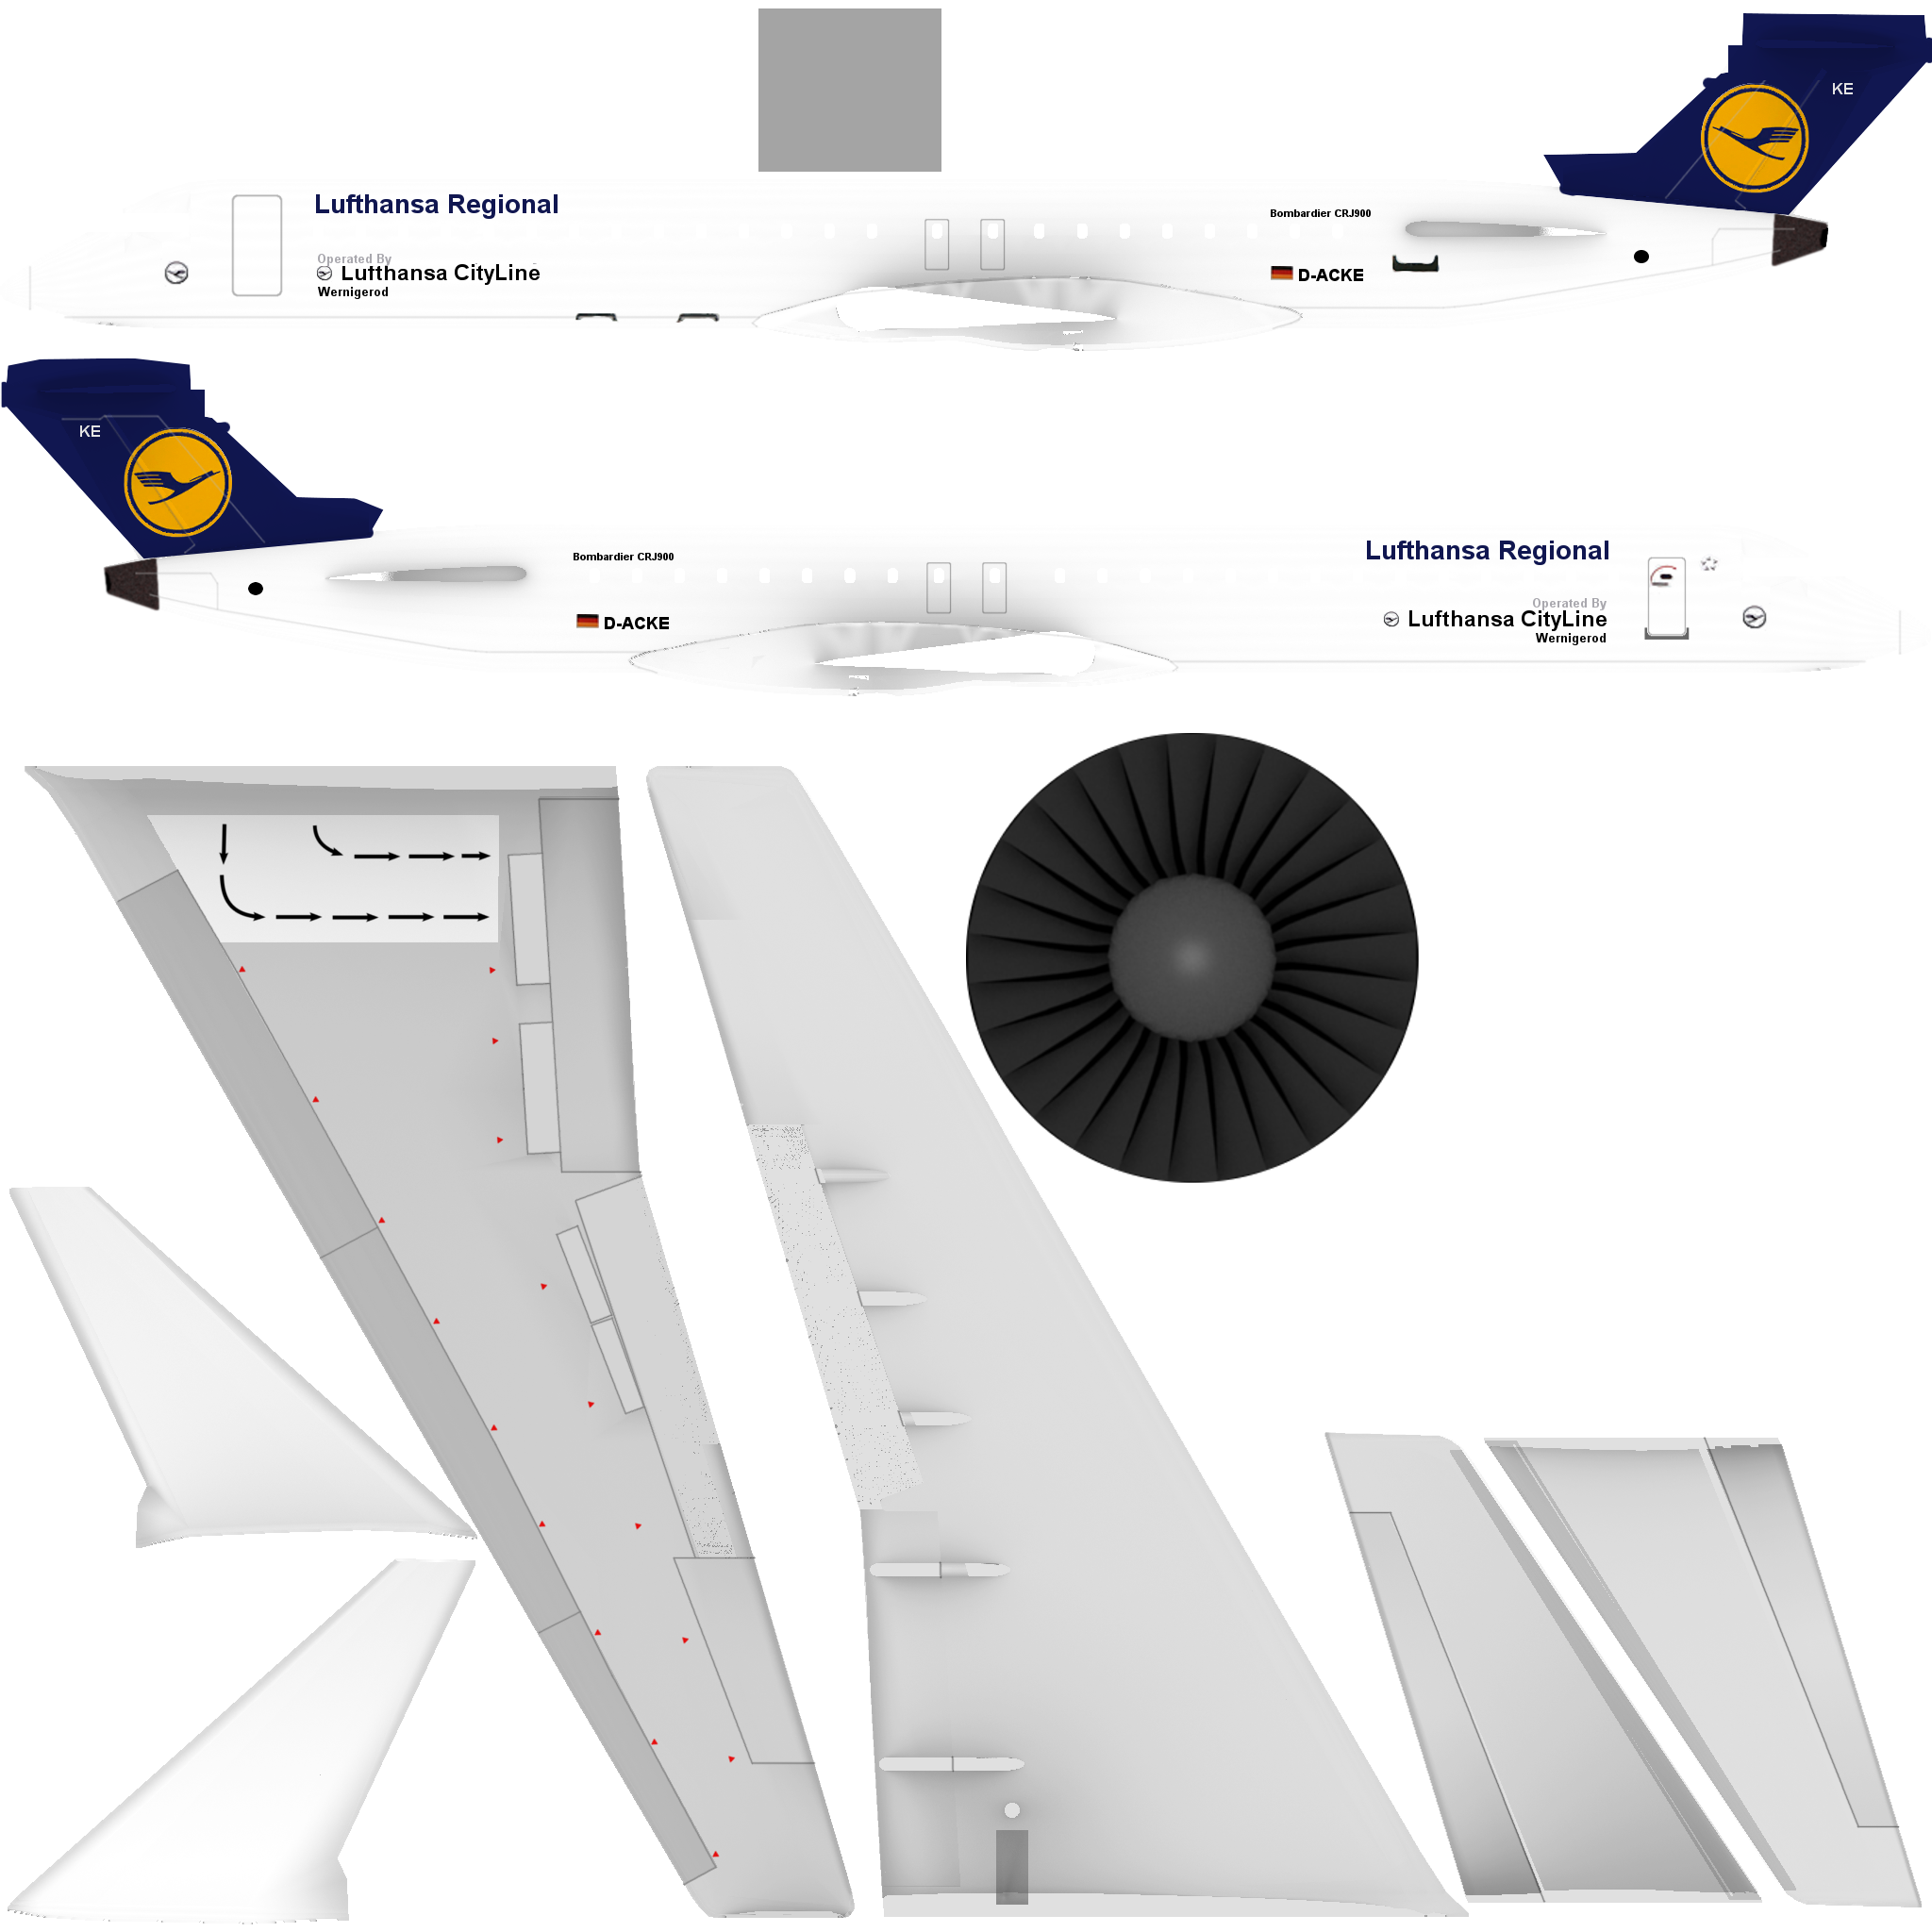 KE
Lufthansa Regional
Bombardier CRJ900
Operated By
Lufthansa CityLine
D-ACKE
Wernigerod
KE
Lufthansa Regional
Bombardier CRJ900
Operated By
Lufthansa CityLine
D-ACKE
Wernigerod